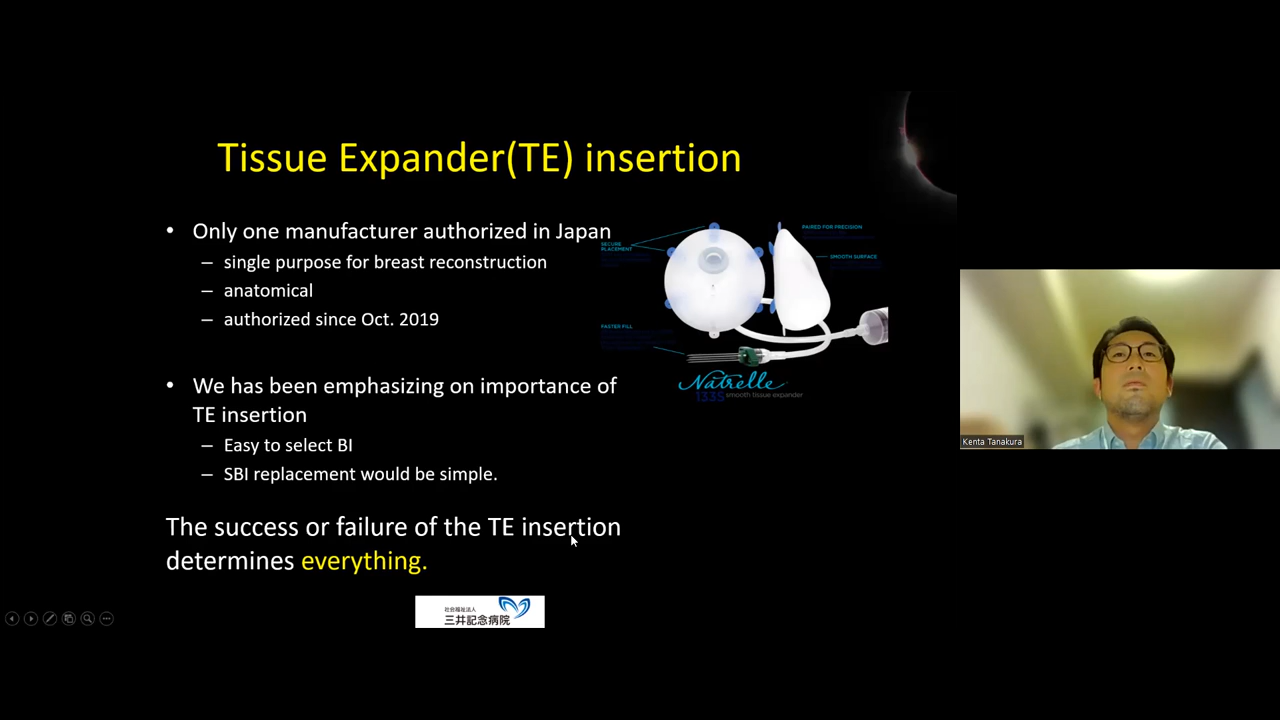 Tissue Expander(TE) insertion
• Only one manufacturer authorized in Japan
– single purpose for breast reconstruction
– anatomical
– authorized since Oct. 2019
• We has been emphasizing on importance of
TE insertion
– Easy to select BI
– SBI replacement would be simple.
The success or failure of the TE insertion
determines everything.
SECURE
PLACEMENT
PAIRED FOR PRECISION
SMOOTH SURFACE
FASTER FILL
Natrelle
133S smooth tissue expander
社会福祉法人
三井記念病院
Kenta Tanakura